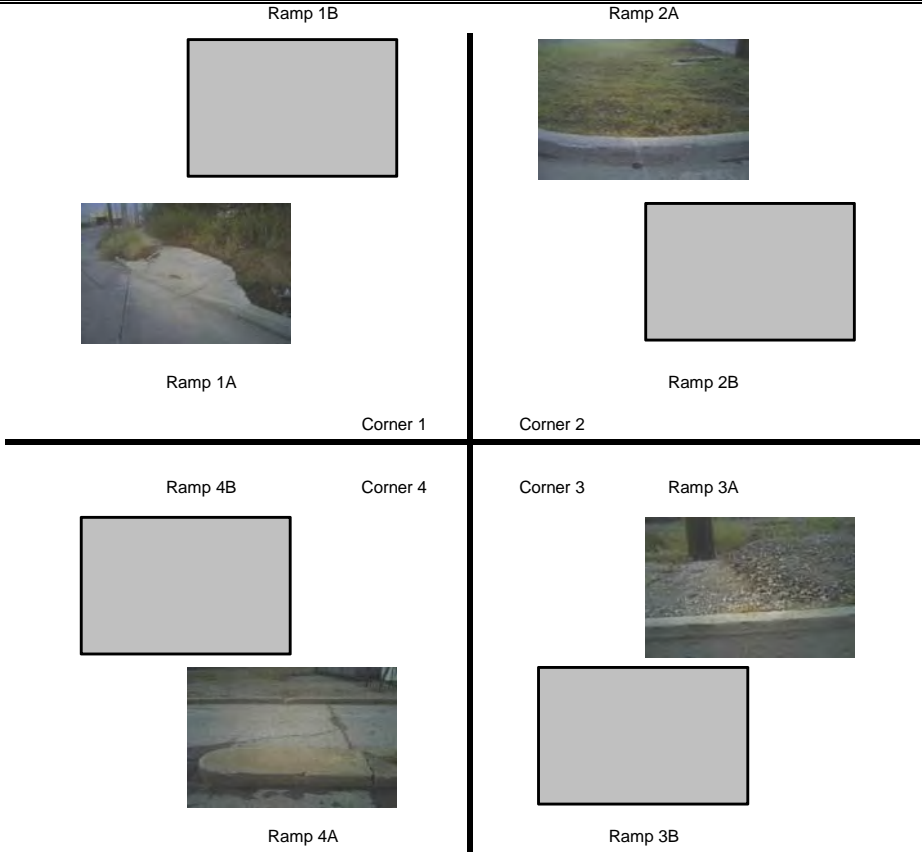 Ramp 1B Ramp 2A
Ramp 1A Ramp 2B
Corner 1 Corner 2
Ramp 4B Corner 4 Corner 3 Ramp 3A
Ramp 4A Ramp 3B